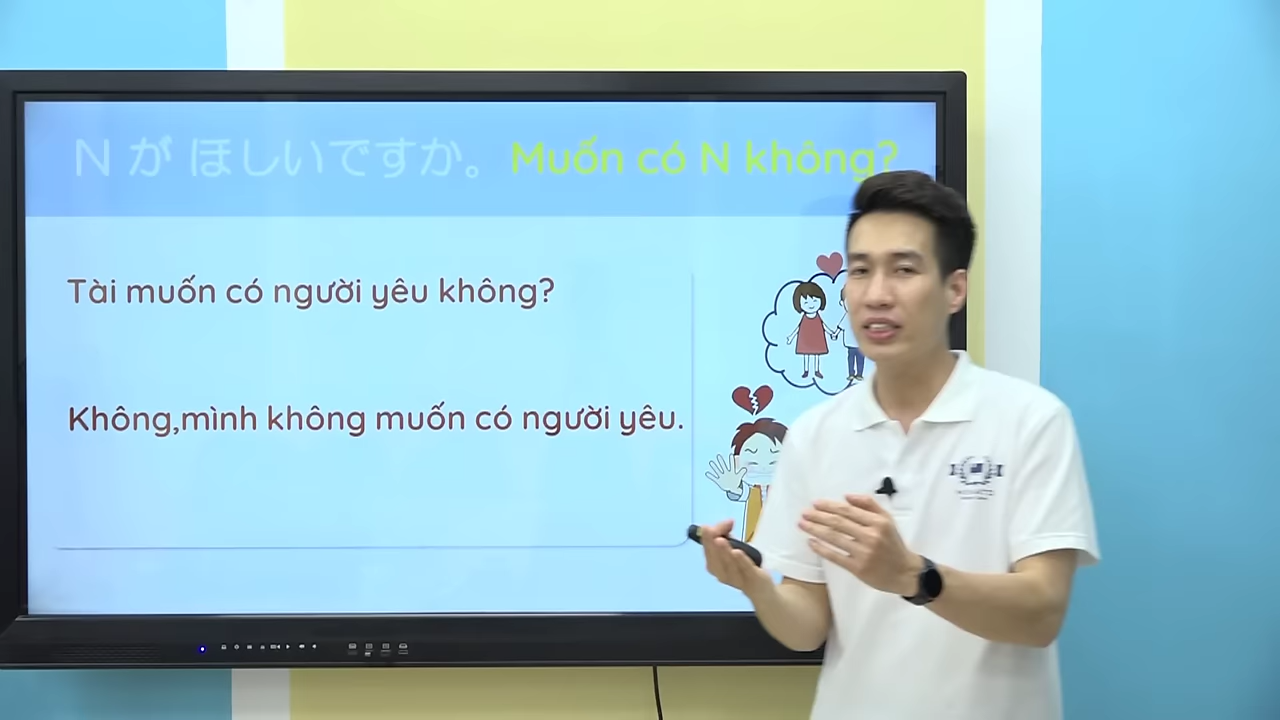 N が ほしいですか。 Muốn có N không?
Tài muốn có người yêu không?
Không,mình không muốn có người yêu.